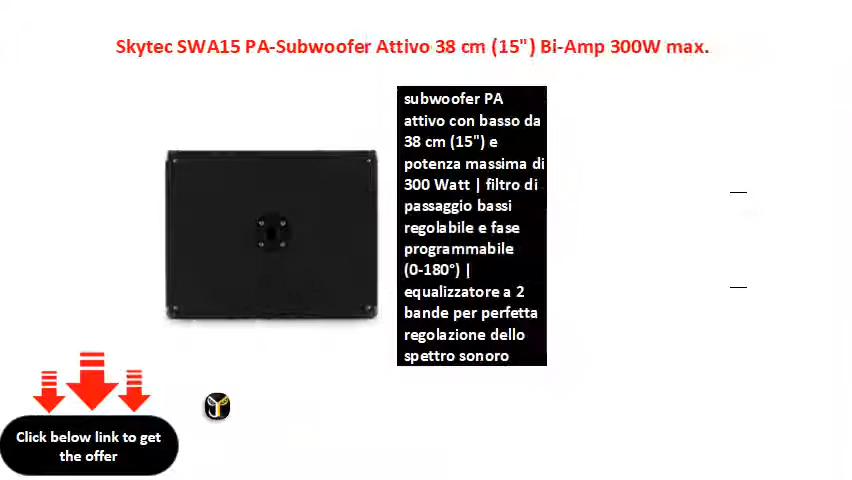 Skytec SWA15 PA-Subwoofer Attivo 38 cm (15") Bi-Amp 300W max.
subwoofer PA
attivo con basso da
38 cm (15") e
potenza massima di
300 Watt | filtro di
passaggio bassi
regolabile e fase
programmabile
(0-180°) |
equalizzatore a 2
bande per perfetta
regolazione dello
spettro sonoro
Click below link to get
the offer